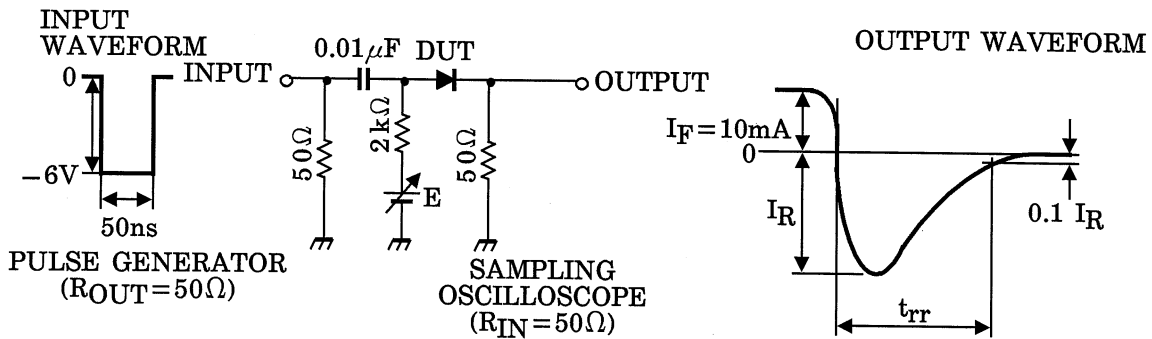 INPUT
WAVEFORM
0
−6V
50ns
PULSE GENERATOR
(ROUT=50Ω)
INPUT
0.01μF
DUT
OUTPUT
50Ω
2kΩ
E
50Ω
SAMPLING
OSCILLOSCOPE
(RIN=50Ω)
OUTPUT WAVEFORM
IF=10mA
0
IR
0.1 IR
trr